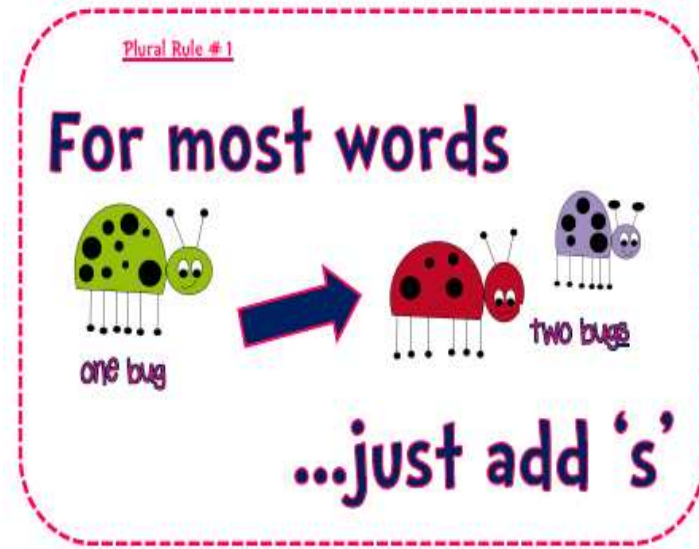 Plural Rule #1
For most words
one bug
two bugs
...just add ‘s’